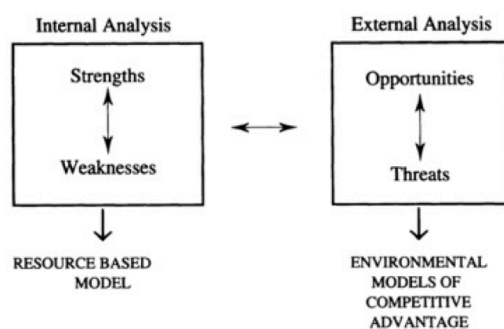 Internal Analysis
Strengths
Weaknesses
RESOURCE BASED
MODEL
External Analysis
Opportunities
Threats
ENVIRONMENTAL
MODELS OF
COMPETITIVE
ADVANTAGE